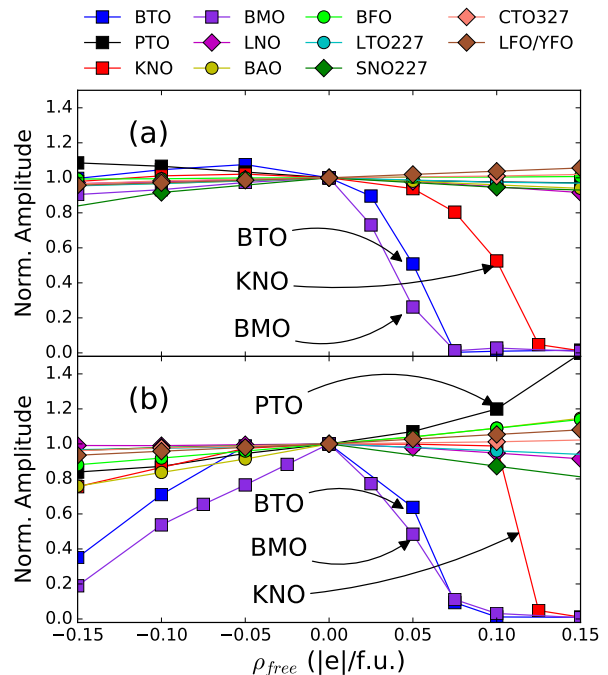 BTO BMO BFO CTO327
PTO LNO LTO227 LFO/YFO
KNO BAO SNO227
(a)
Norm. Amplitude
1.4
1.2
1.0
0.8
0.6
0.4
0.2
0.0
BTO
KNO
BMO
(b)
Norm. Amplitude
1.4
1.2
1.0
0.8
0.6
0.4
0.2
0.0
PTO
BTO
BMO
KNO
−0.15 −0.10 −0.05 0.00 0.05 0.10 0.15
ρfree (|e|/f.u.)